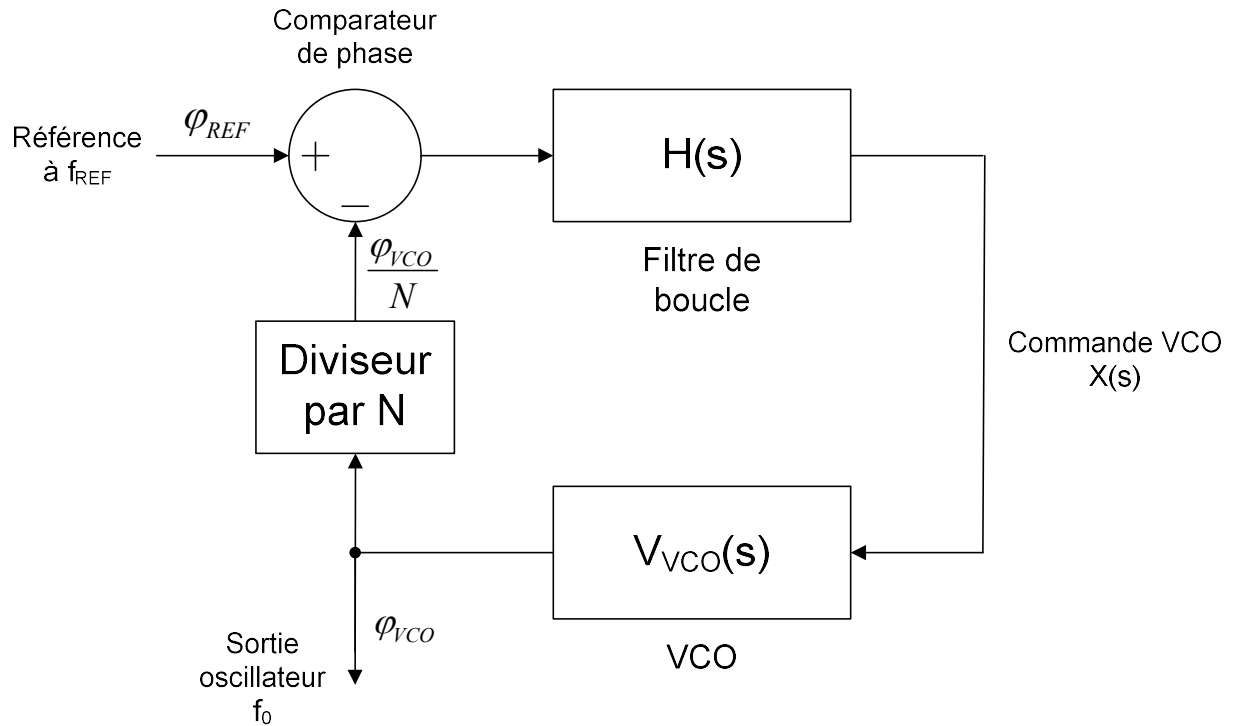 Comparateur
de phase
Référence
à fREF
φREF
+
−
H(s)
Filtre de
boucle
φVCO
N
Diviseur
par N
Commande VCO
X(s)
VVCO(s)
VCO
φVCO
Sortie
oscillateur
f0